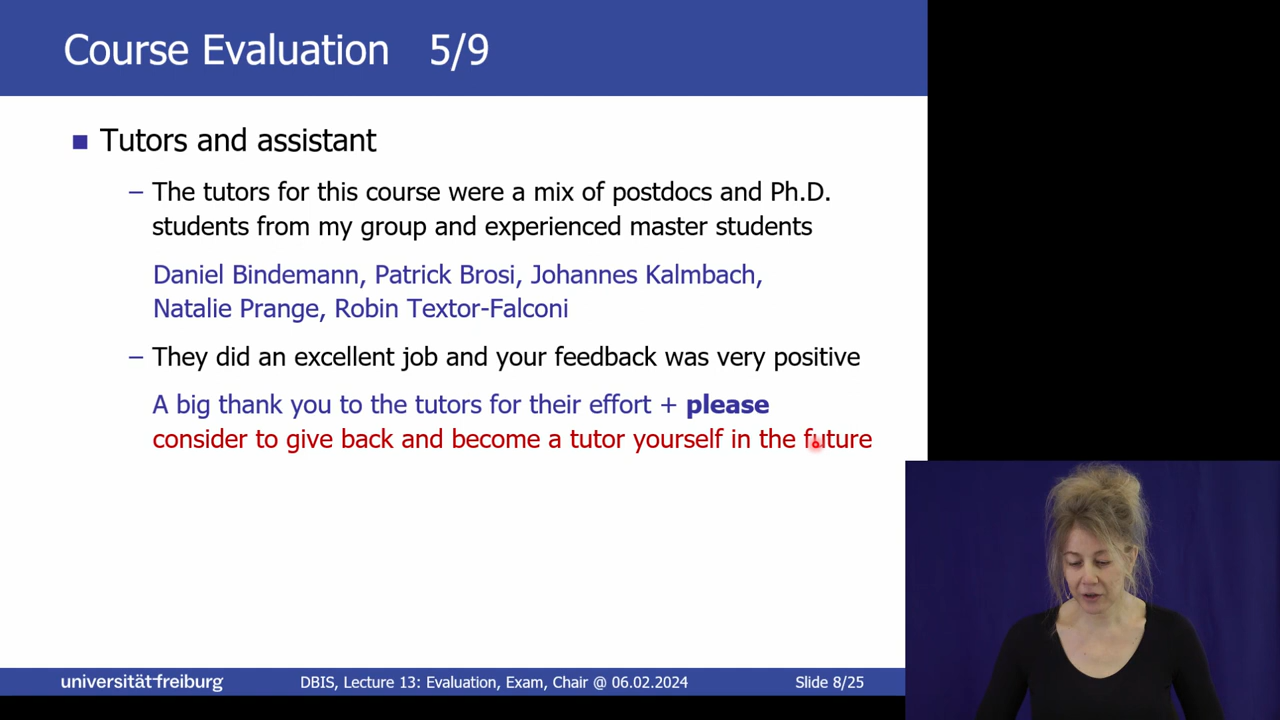 Course Evaluation 5/9
Tutors and assistant
– The tutors for this course were a mix of postdocs and Ph.D.
students from my group and experienced master students
Daniel Bindemann, Patrick Brosi, Johannes Kalmbach,
Natalie Prange, Robin Textor-Falconi
– They did an excellent job and your feedback was very positive
A big thank you to the tutors for their effort + please
consider to give back and become a tutor yourself in the future
universität freiburg
DBIS, Lecture 13: Evaluation, Exam, Chair @ 06.02.2024
Slide 8/25